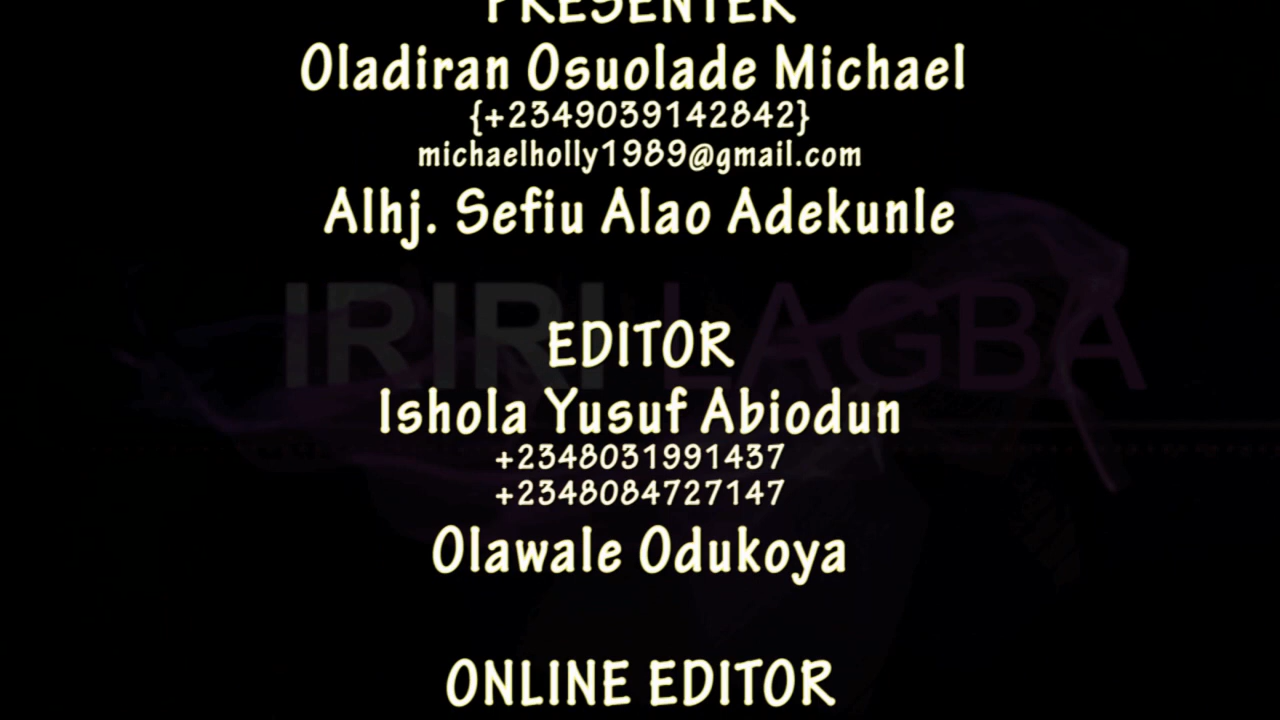 PRESENTER
Oladiran Osuolade Michael
{+2349039142842}
michaelholly1989@gmail.com
Alhj. Sefiu Alao Adekunle
IRIRI LAGBA
EDITOR
Ishola Yusuf Abiodun
+2348031991437
+2348084727147
Olawale Odukoya
ONLINE EDITOR